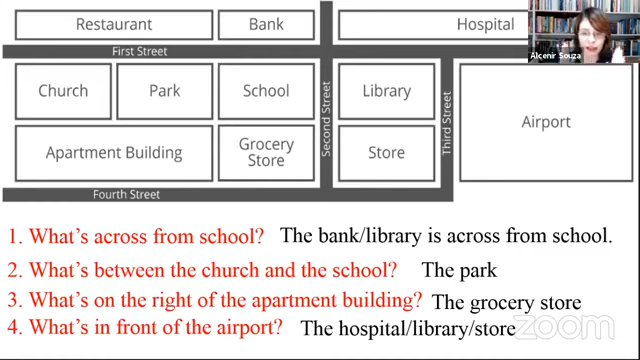 Restaurant
Bank
Hospital
First Street
Alcenir Souza
Church
Park
School
Second Street
Library
Third Street
Airport
Apartment Building
Grocery
Store
Store
Fourth Street
1. What's across from school? The bank/library is across from school.
2. What's between the church and the school? The park
3. What's on the right of the apartment building? The grocery store
4. What's in front of the airport? The hospital/library/store
zoom